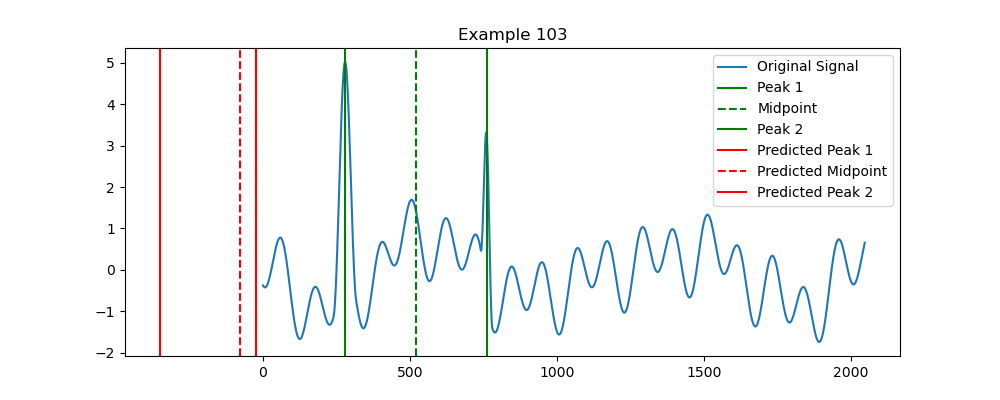 Example 103
Original Signal
Peak 1
Midpoint
Peak 2
Predicted Peak 1
Predicted Midpoint
Predicted Peak 2
5
4
3
2
1
0
−1
−2
0 500 1000 1500 2000